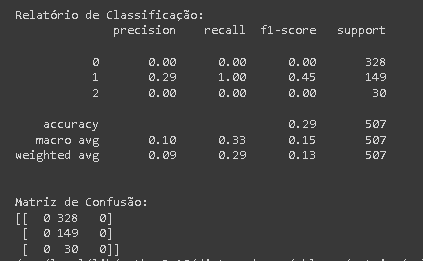 Relatório de Classificação:
precision recall f1-score support
0 0.00 0.00 0.00 328
1 0.29 1.00 0.45 149
2 0.00 0.00 0.00 30
accuracy 0.29 507
macro avg 0.10 0.33 0.15 507
weighted avg 0.09 0.29 0.13 507
Matriz de Confusão:
[[ 0 328 0]
[ 0 149 0]
[ 0 30 0]]